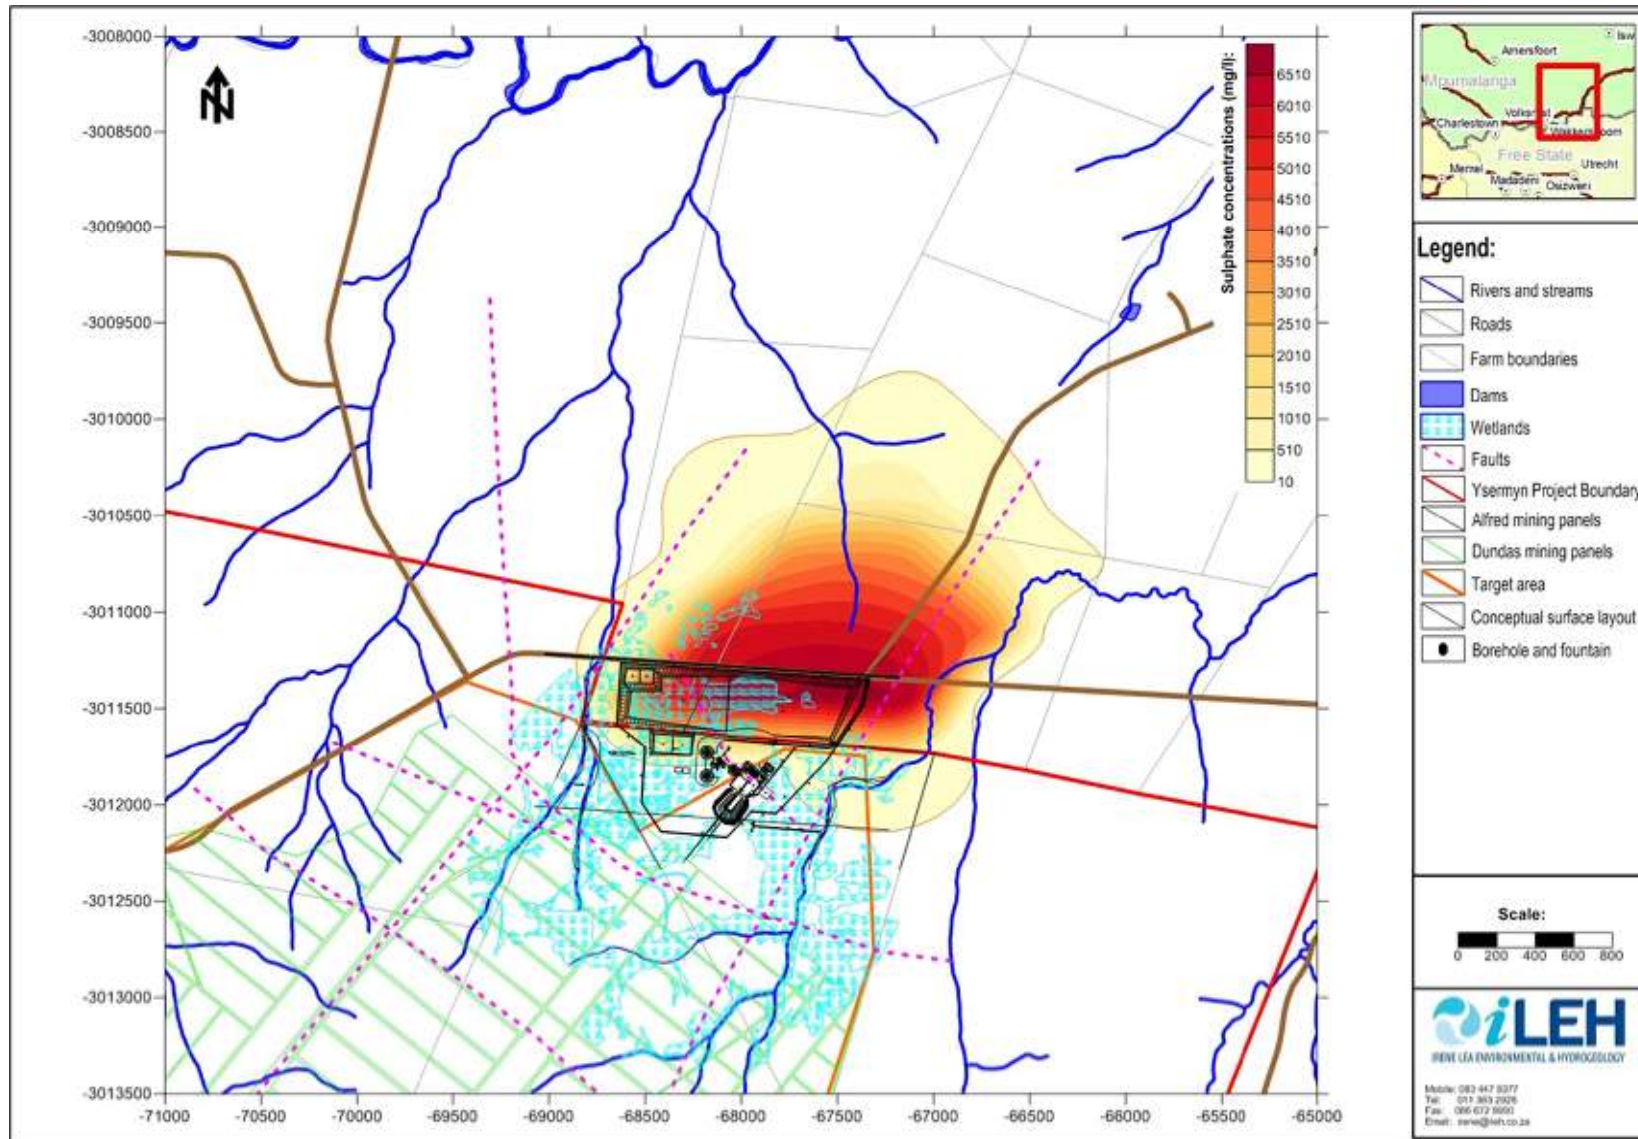 -3008000
-3008500
-3009000
-3009500
-3010000
-3010500
-3011000
-3011500
-3012000
-3012500
-3013000
-3013500
-71000 -70500 -70000 -69500 -69000 -68500 -68000 -67500 -67000 -66500 -66000 -65500 -65000
N
Sulphate concentrations (mg/l):
6510
6010
5510
5010
4510
4010
3510
3010
2510
2010
1510
1010
510
10
Amersfoort
Mpumalanga
Charlestown
Free State
Utrecht
Memel
Madadeni
Osizweni
Legend:
Rivers and streams
Roads
Farm boundaries
Dams
Wetlands
Faults
Ysermyn Project Boundary
Alfred mining panels
Dundas mining panels
Target area
Conceptual surface layout
Borehole and fountain
Scale:
0 200 400 600 800
iLEH
IRENE LEA ENVIRONMENTAL & HYDROGEOLOGY
Mobile:
Tel:
Fax:
Email: